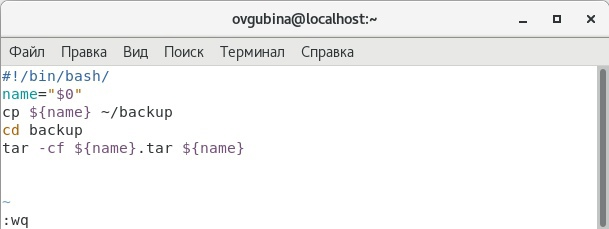 ovgubina@localhost:~
Файл Правка Вид Поиск Терминал Справка
#!/bin/bash/
name="$0"
cp ${name} ~/backup
cd backup
tar -cf ${name}.tar ${name}
~
:wq